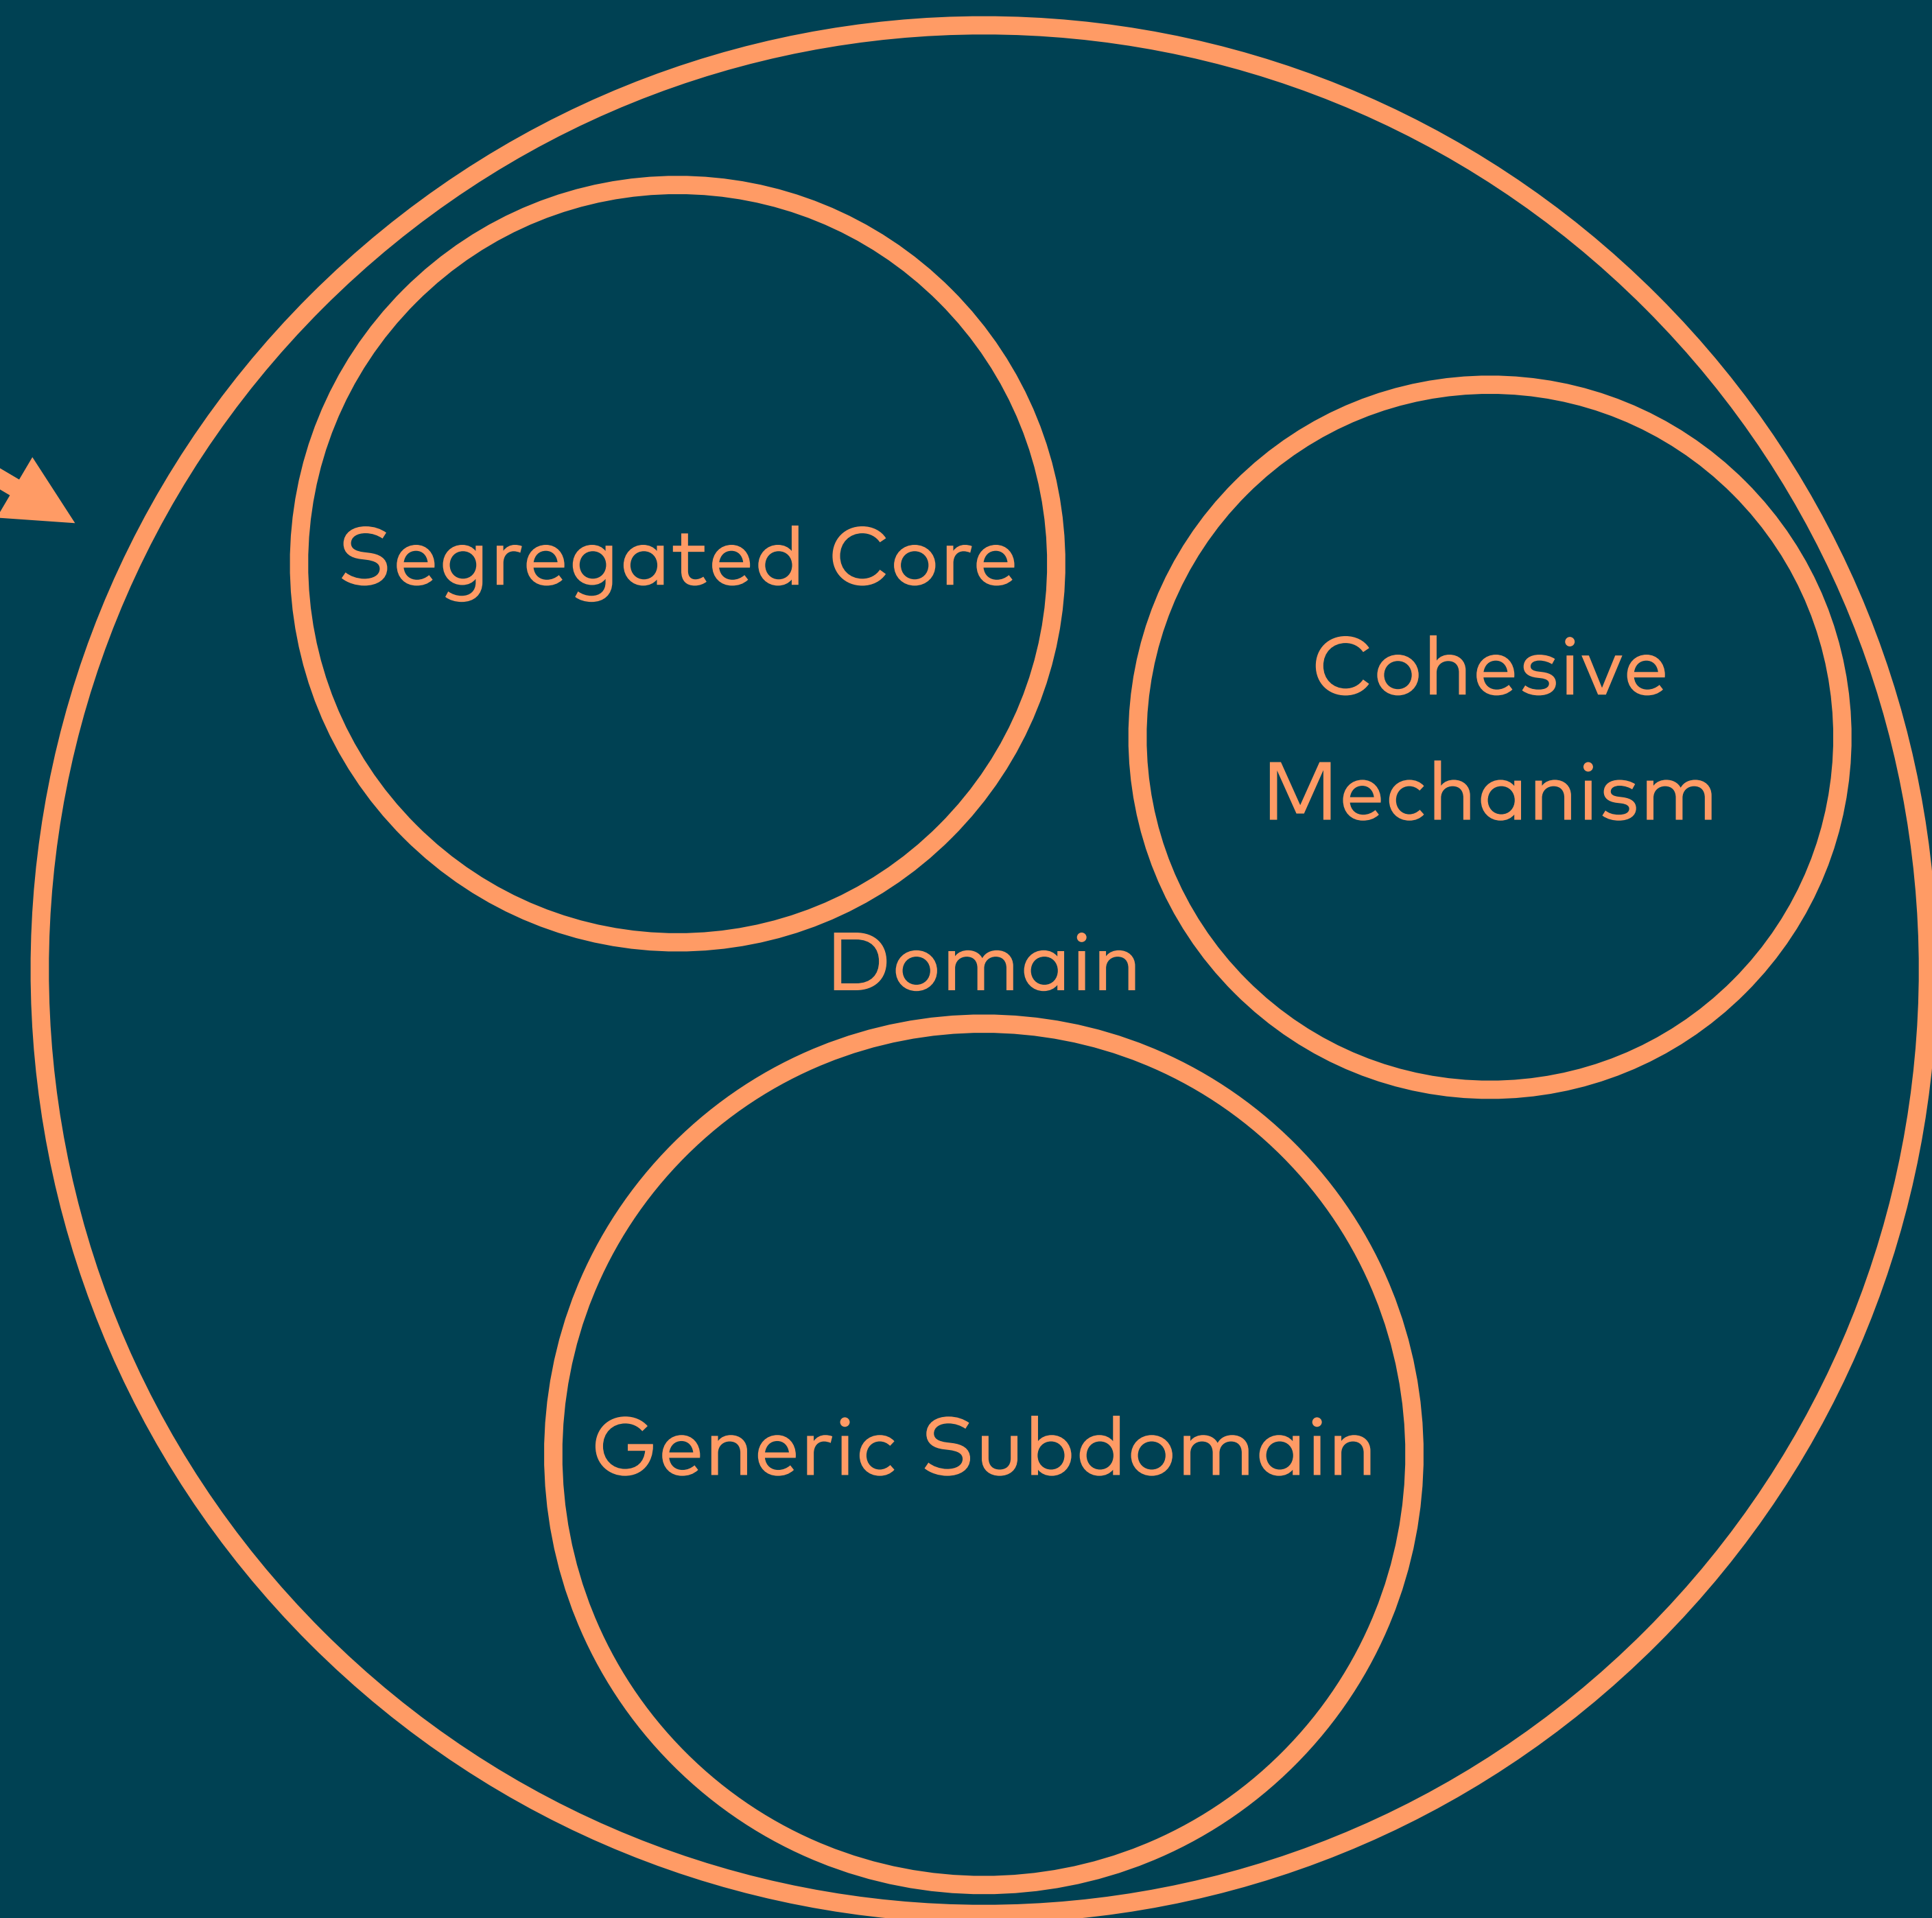 Segregated Core
Cohesive
Mechanism
Domain
Generic Subdomain